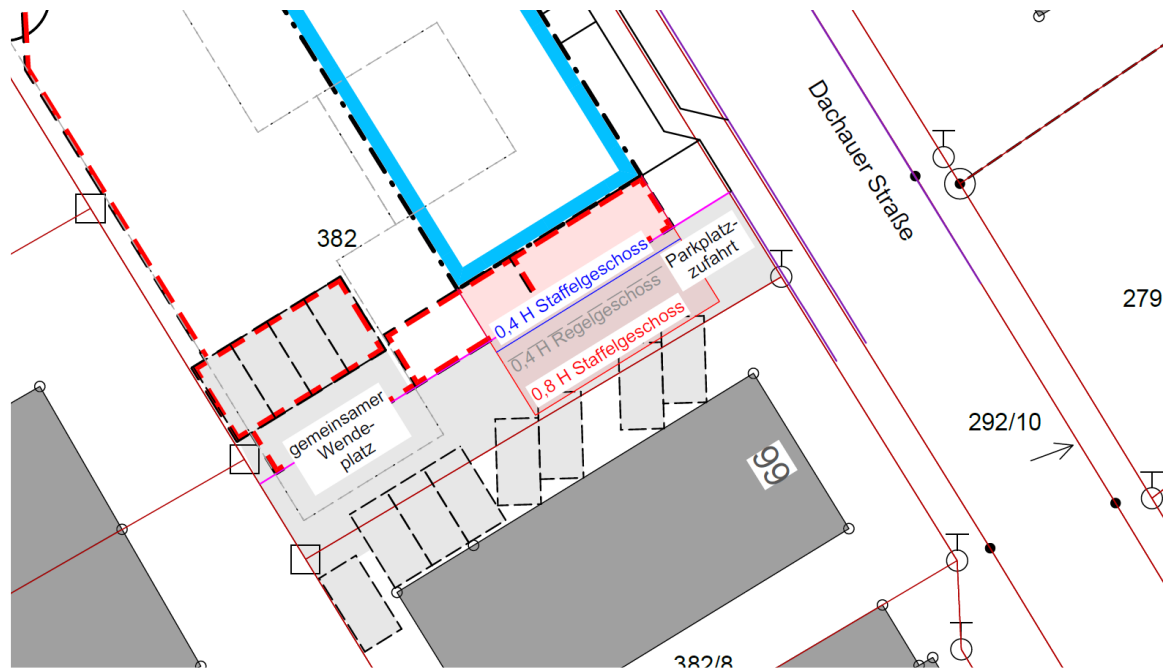 Dachauer Straße
382
Parkplatz-
zufahrt
0,4 H Staffelgeschoss
0,4 H Regelgeschoss
0,8 H Staffelgeschoss
279
gemeinsamer
Wende-
platz
292/10
99
382/8